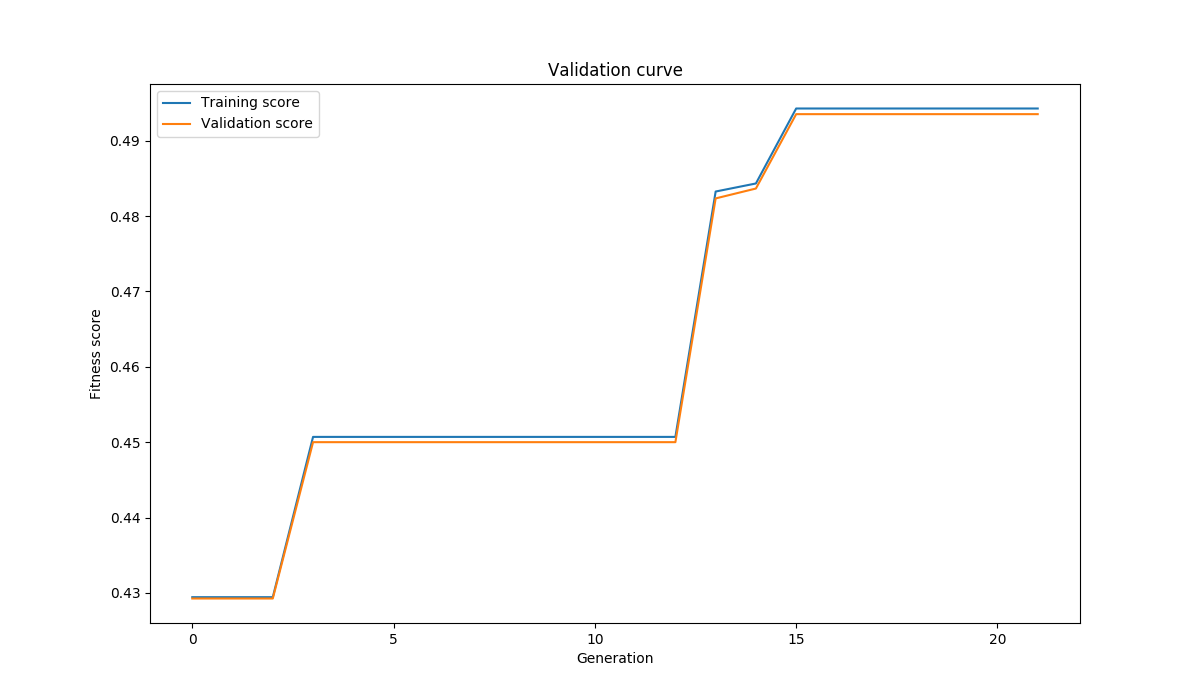 Validation curve
Training score
Validation score
0.49
0.48
0.47
0.46
0.45
0.44
0.43
Fitness score
0
5
10
15
20
Generation